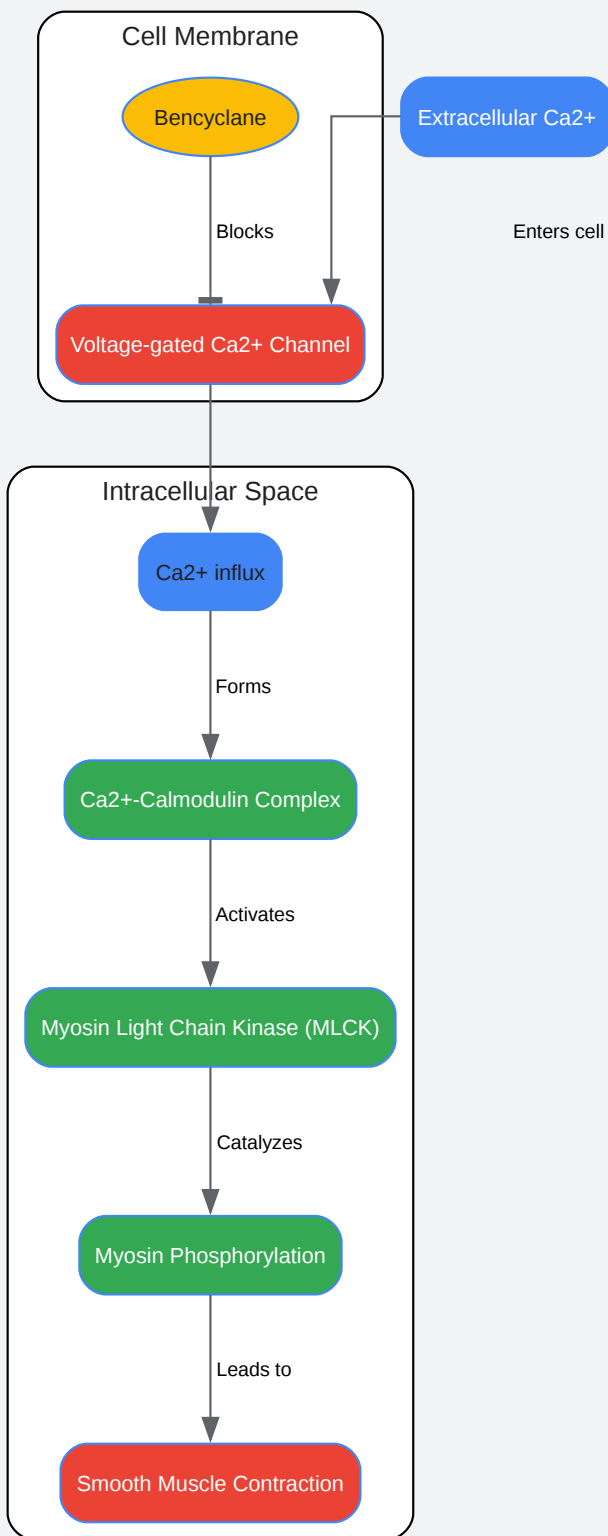 Cell Membrane
Bencyclane
Extracellular Ca2+
Blocks
Enters cell
Voltage-gated Ca2+ Channel
Intracellular Space
Ca2+ influx
Forms
Ca2+-Calmodulin Complex
Activates
Myosin Light Chain Kinase (MLCK)
Catalyzes
Myosin Phosphorylation
Leads to
Smooth Muscle Contraction